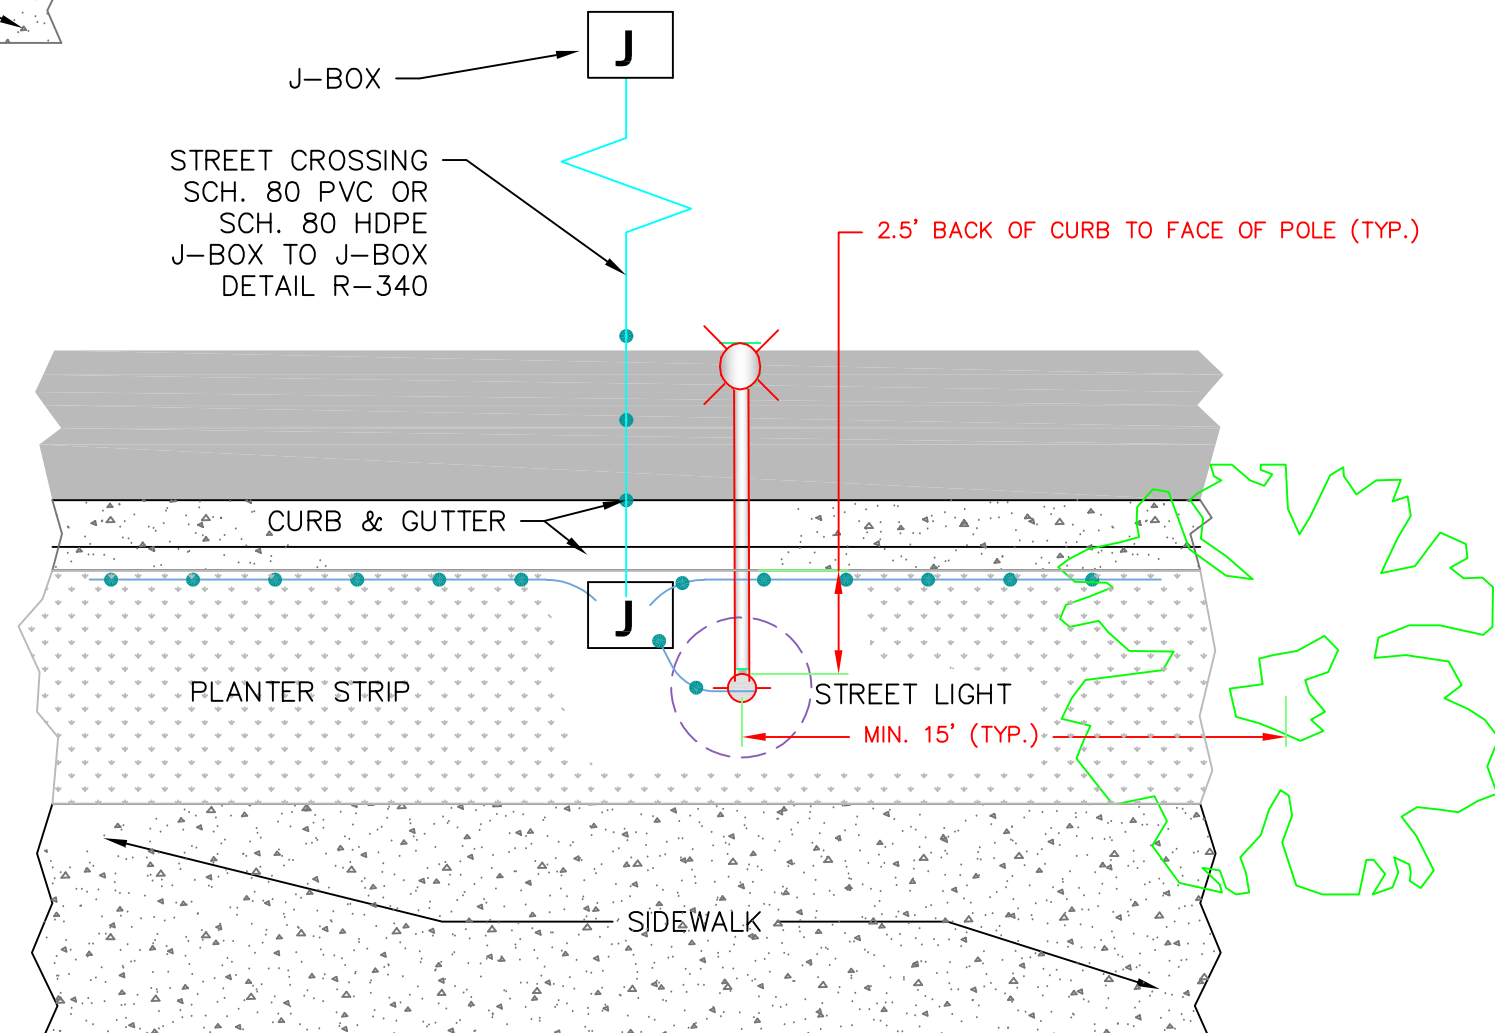 J
J-BOX
STREET CROSSING
SCH. 80 PVC OR
SCH. 80 HDPE
J-BOX TO J-BOX
DETAIL R-340
2.5' BACK OF CURB TO FACE OF POLE (TYP.)
CURB & GUTTER
J
PLANTER STRIP
STREET LIGHT
MIN. 15' (TYP.)
SIDEWALK